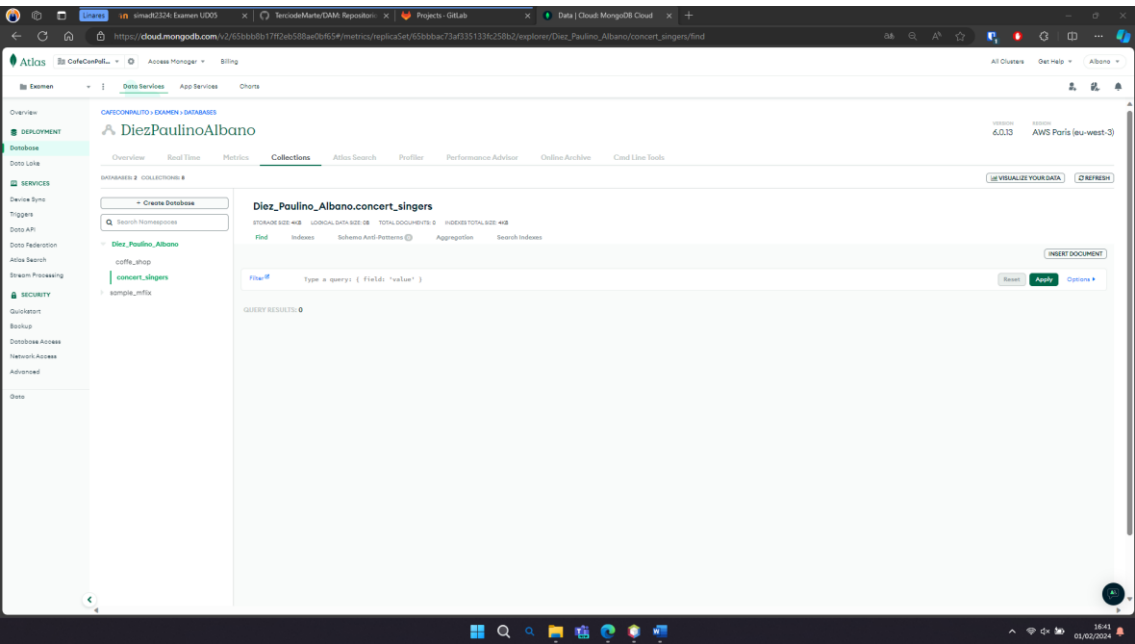 Linares
simadt2324: Examen UD05
TerciodeMarte/DAM: Repositorio
Projects · GitLab
Data | Cloud: MongoDB Cloud
https://cloud.mongodb.com/v2/65bbb8b17ff2eb588ae0bf65#/metrics/replicaSet/65bbbac73af335133fc258b2/explorer/Diez_Paulino_Albano/concert_singers/find
Atlas
CafeConPali...
Access Manager
Billing
All Clusters
Get Help
Albano
Examen
Data Services
App Services
Charts
Overview
DEPLOYMENT
Database
Data Lake
SERVICES
Device Sync
Triggers
Data API
Data Federation
Atlas Search
Stream Processing
SECURITY
Quickstart
Backup
Database Access
Network Access
Advanced
Goto
CAFECONPALITO > EXAMEN > DATABASES
DiezPaulinoAlbano
VERSION
REGION
6.0.13
AWS Paris (eu-west-3)
Overview
Real Time
Metrics
Collections
Atlas Search
Profiler
Performance Advisor
Online Archive
Cmd Line Tools
DATABASES: 2 COLLECTIONS: 8
VISUALIZE YOUR DATA
REFRESH
+ Create Database
Search Namespaces
Diez_Paulino_Albano
coffe_shop
concert_singers
sample_mflix
Diez_Paulino_Albano.concert_singers
STORAGE SIZE: 4KB LOGICAL DATA SIZE: 0B TOTAL DOCUMENTS: 0 INDEXES TOTAL SIZE: 4KB
Find
Indexes
Schema Anti-Patterns 0
Aggregation
Search Indexes
INSERT DOCUMENT
Filter
Type a query: { field: 'value' }
Reset
Apply
Options
QUERY RESULTS: 0
16:41
01/02/2024